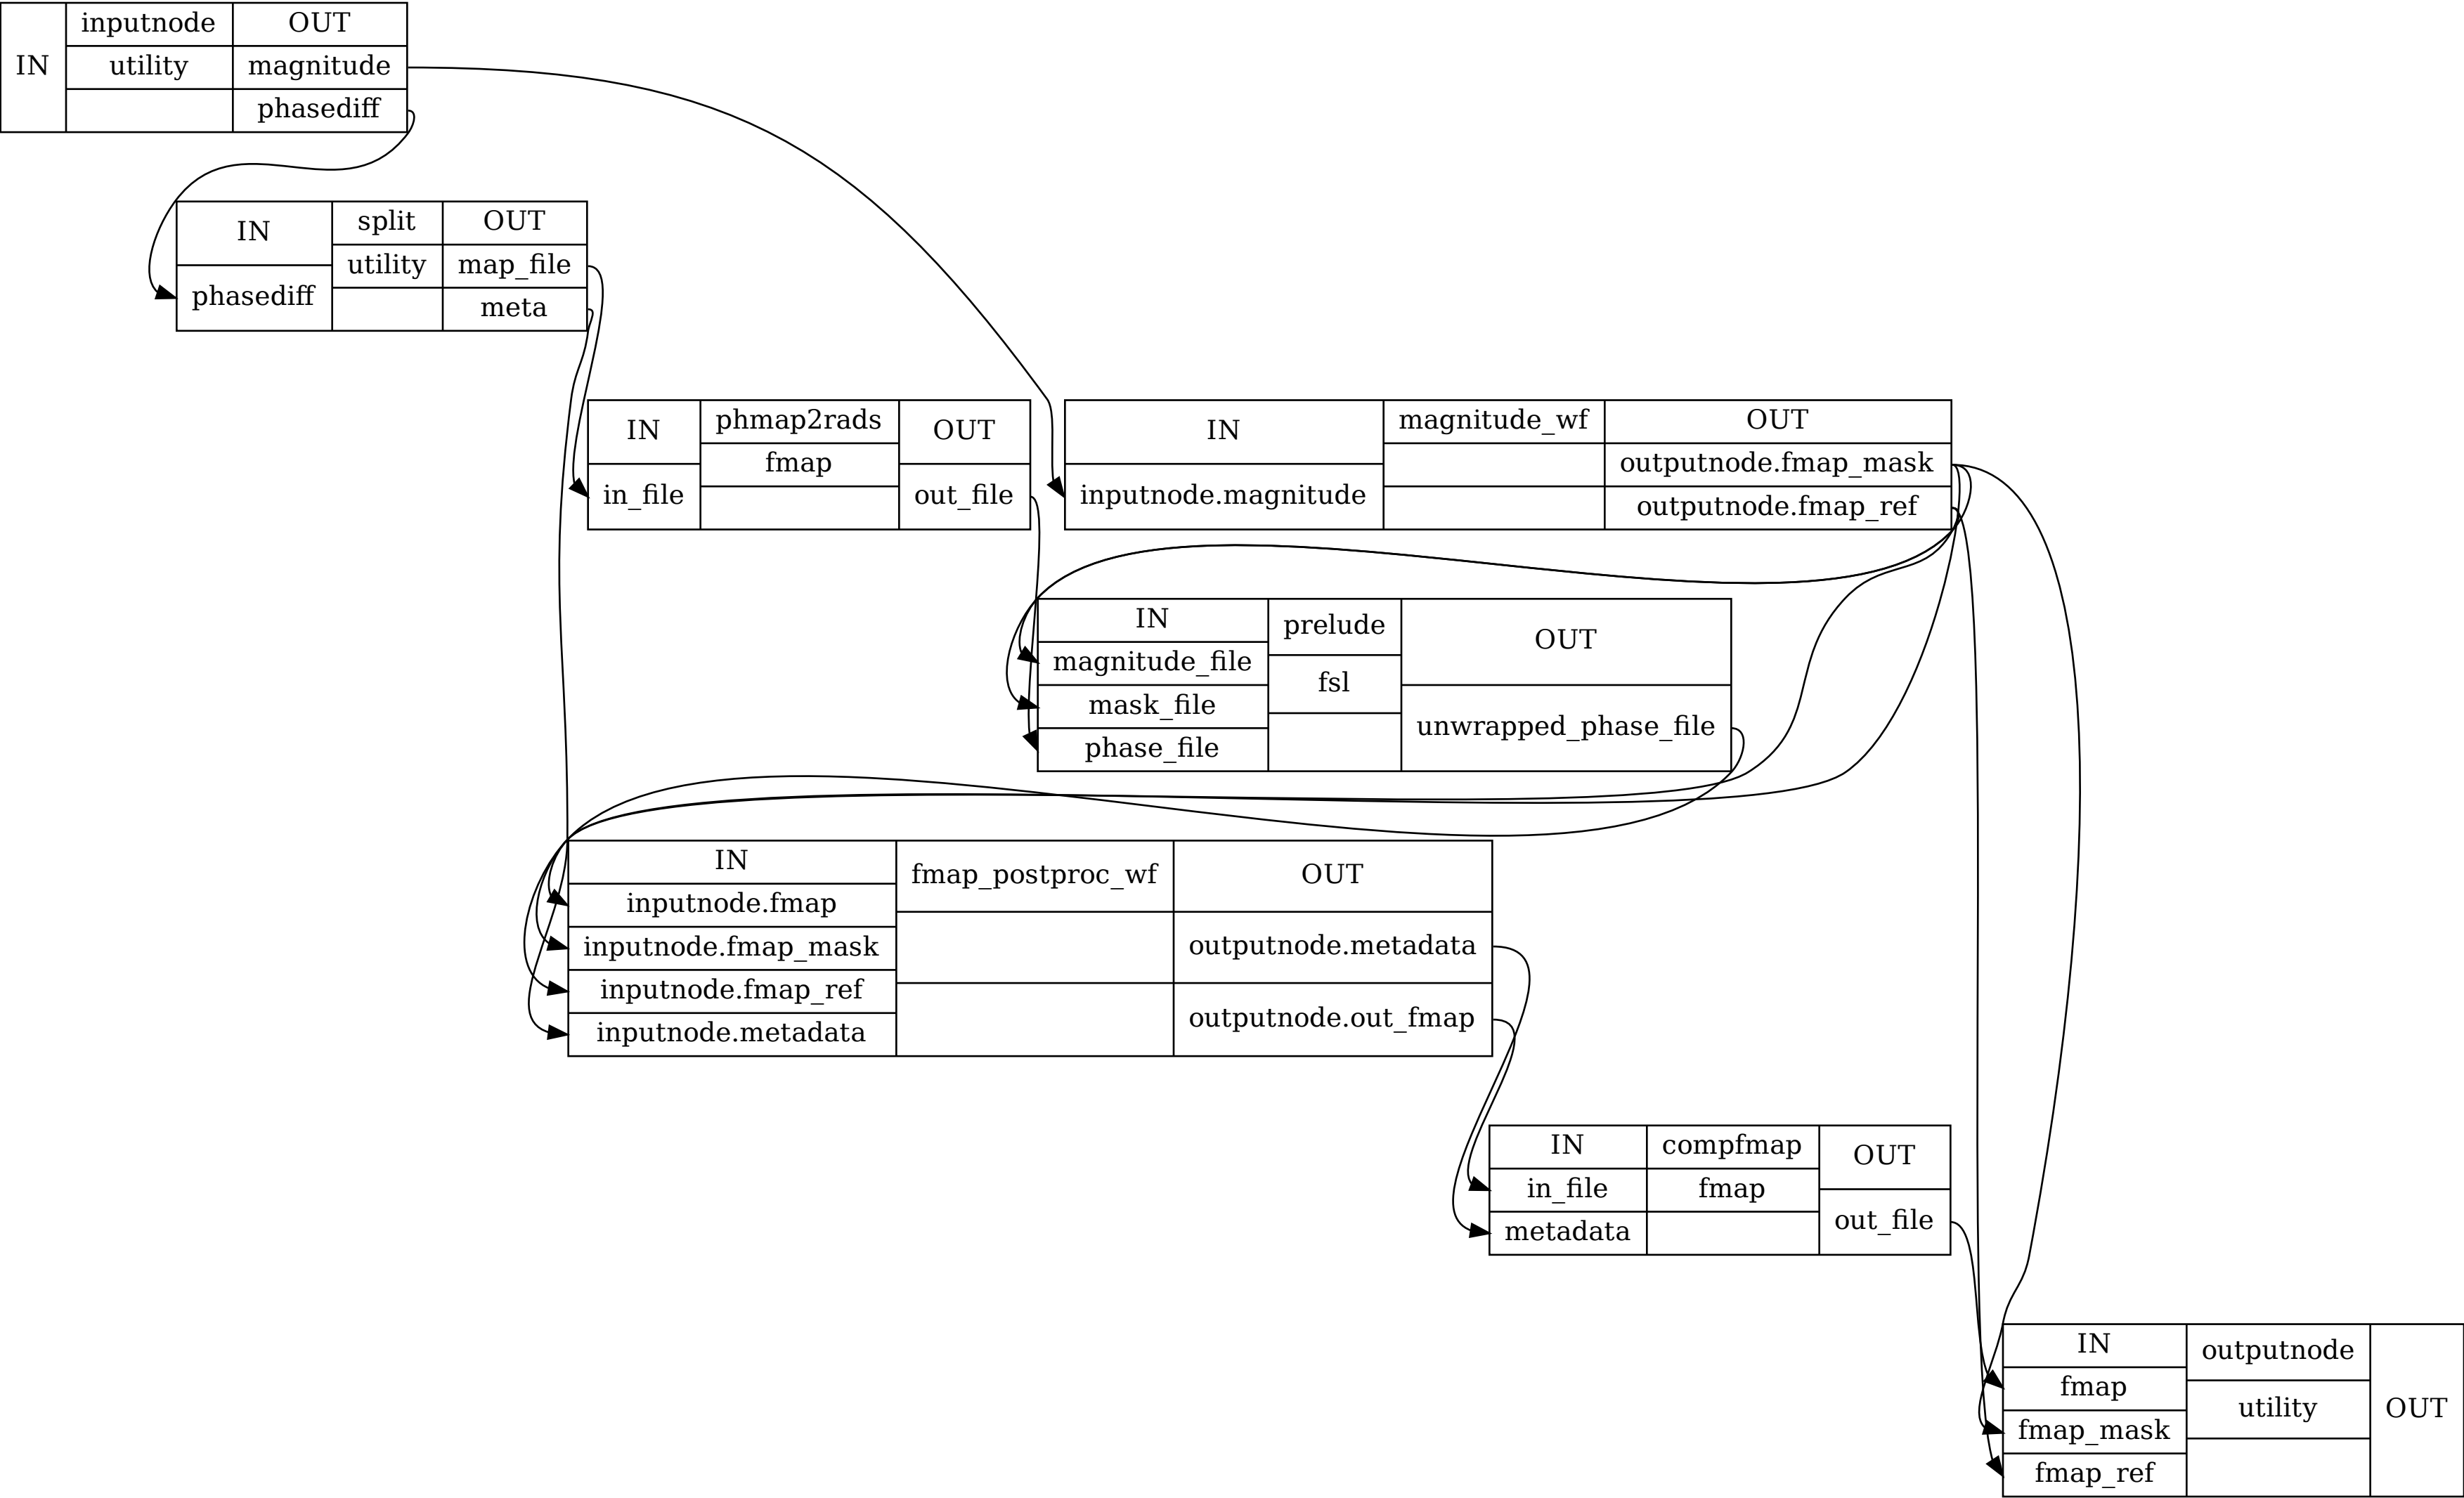 IN
inputnode
utility
OUT
magnitude
phasediff
IN
phasediff
split
utility
OUT
map_file
meta
IN
in_file
phmap2rads
fmap
OUT
out_file
IN
inputnode.magnitude
magnitude_wf
OUT
outputnode.fmap_mask
outputnode.fmap_ref
IN
magnitude_file
mask_file
phase_file
prelude
fsl
OUT
unwrapped_phase_file
IN
inputnode.fmap
inputnode.fmap_mask
inputnode.fmap_ref
inputnode.metadata
fmap_postproc_wf
OUT
outputnode.metadata
outputnode.out_fmap
IN
in_file
metadata
compfmap
fmap
OUT
out_file
IN
fmap
fmap_mask
fmap_ref
outputnode
utility
OUT